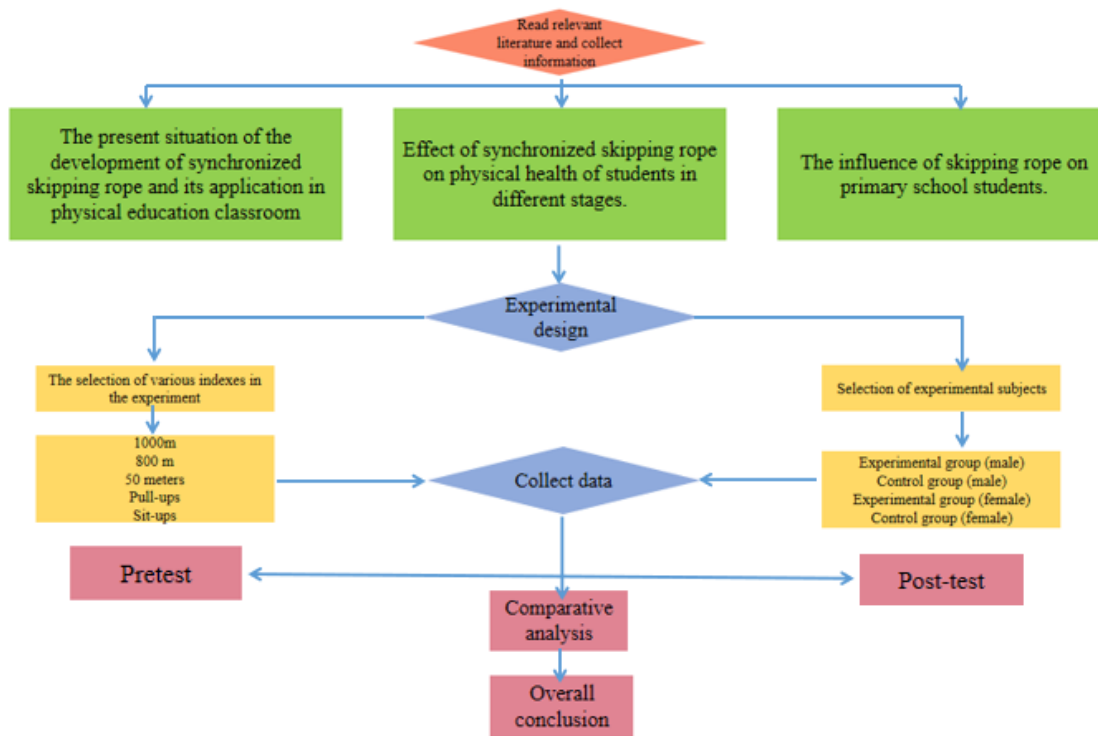 Read relevant
literature and collect
information
The present situation of the
development of synchronized
skipping rope and its application in
physical education classroom
Effect of synchronized skipping rope
on physical health of students in
different stages.
The influence of skipping rope on
primary school students.
Experimental
design
The selection of various indexes in
the experiment
Selection of experimental subjects
1000m
800 m
50 meters
Pull-ups
Sit-ups
Collect data
Experimental group (male)
Control group (male)
Experimental group (female)
Control group (female)
Pretest
Post-test
Comparative
analysis
Overall
conclusion